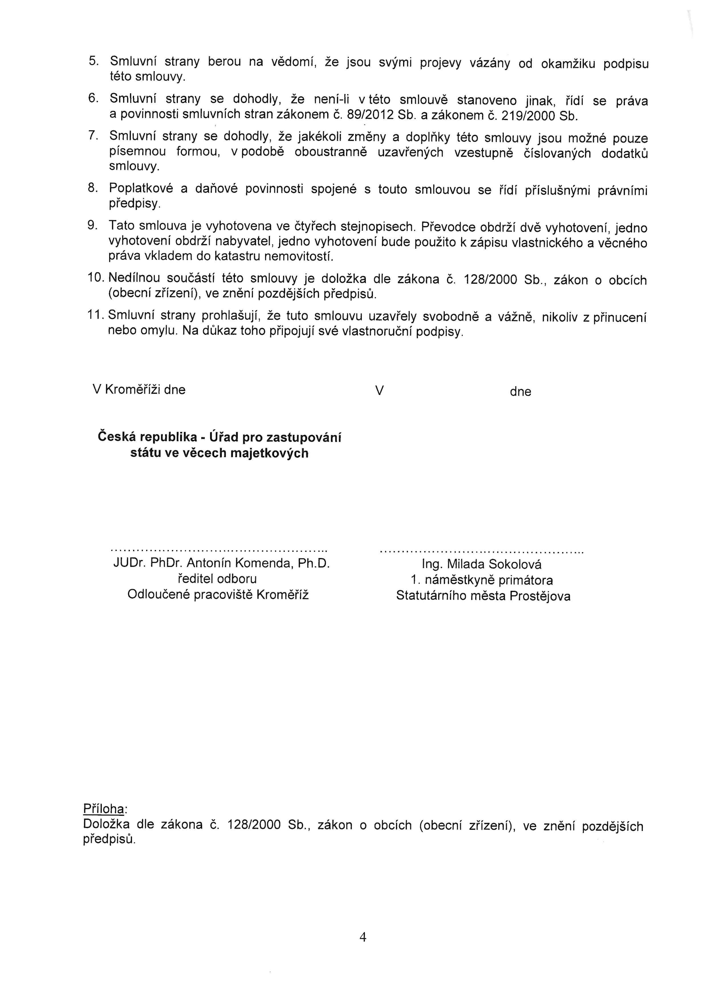 5. Smluvní strany berou na vědomí, že jsou svými projevy vázány od okamžiku podpisu
této smlouvy.
6. Smluvní strany se dohodly, že není-li v této smlouvě stanoveno jinak, řídí se práva
a povinnosti smluvních stran zákonem č. 89/2012 Sb. a zákonem č. 219/2000 Sb.
7. Smluvní strany se dohodly, že jakékoli změny a doplňky této smlouvy jsou možné pouze
písemnou formou, v podobě oboustranně uzavřených vzestupně číslovaných dodatků
smlouvy.
8. Poplatkové a daňové povinnosti spojené s touto smlouvou se řídí příslušnými právními
předpisy.
9. Tato smlouva je vyhotovena ve čtyřech stejnopisech. Převodce obdrží dvě vyhotovení, jedno
vyhotovení obdrží nabyvatel, jedno vyhotovení bude použito k zápisu vlastnického a věcného
práva vkladem do katastru nemovitostí.
10. Nedílnou součástí této smlouvy je doložka dle zákona č. 128/2000 Sb., zákon o obcích
(obecní zřízení), ve znění pozdějších předpisů.
11. Smluvní strany prohlašují, že tuto smlouvu uzavřely svobodně a vážně, nikoliv z přinucení
nebo omylu. Na důkaz toho připojují své vlastnoruční podpisy.
V Kroměříži dne V dne
Česká republika - Úřad pro zastupování
státu ve věcech majetkových
JUDr. PhDr. Antonín Komenda, Ph.D.
ředitel odboru
Odloučené pracoviště Kroměříž
Ing. Milada Sokolová
1. náměstkyně primátora
Statutárního města Prostějova
Příloha:
Doložka dle zákona č. 128/2000 Sb., zákon o obcích (obecní zřízení), ve znění pozdějších
předpisů.
4